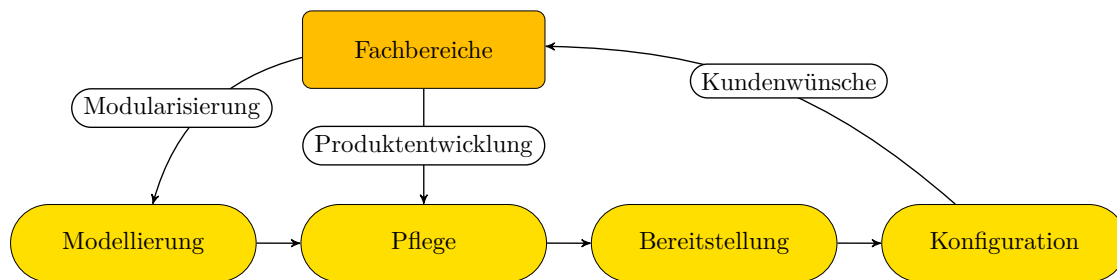 Fachbereiche
Kundenwünsche
Modularisierung
Produktentwicklung
Modellierung
Pflege
Bereitstellung
Konfiguration